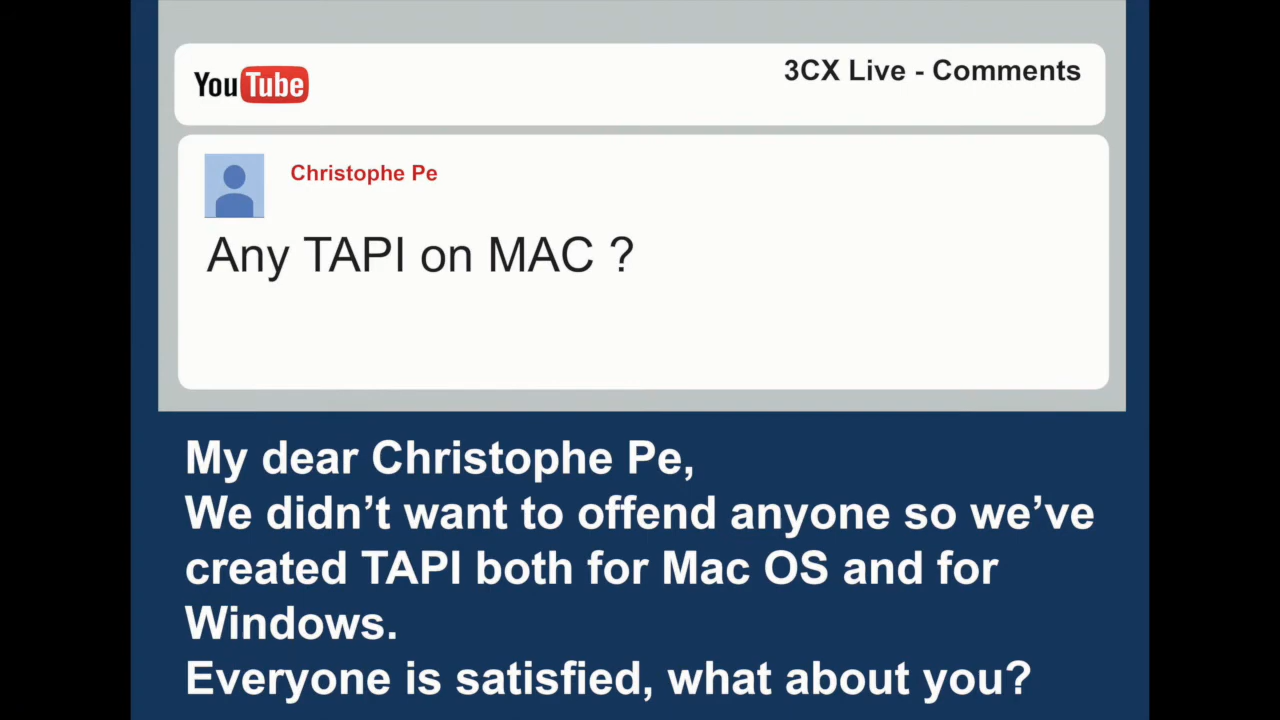 YouTube
3CX Live - Comments
Christophe Pe
Any TAPI on MAC ?
My dear Christophe Pe,
We didn’t want to offend anyone so we’ve
created TAPI both for Mac OS and for
Windows.
Everyone is satisfied, what about you?